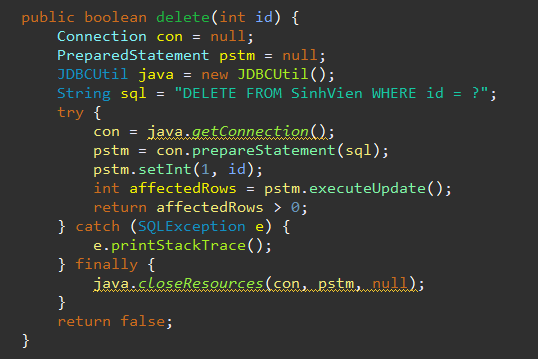 public boolean delete(int id) {
    Connection con = null;
    PreparedStatement pstm = null;
    JDBCUtil java = new JDBCUtil();
    String sql = "DELETE FROM SinhVien WHERE id = ?";
    try {
        con = java.getConnection();
        pstm = con.prepareStatement(sql);
        pstm.setInt(1, id);
        int affectedRows = pstm.executeUpdate();
        return affectedRows > 0;
    } catch (SQLException e) {
        e.printStackTrace();
    } finally {
        java.closeResources(con, pstm, null);
    }
    return false;
}